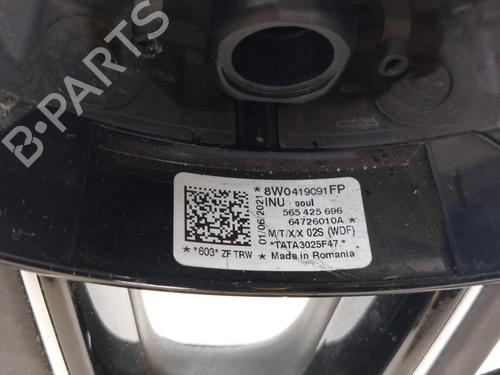 B-PARTS
* 8W0419091FP
INU soul
565 425 696
64726010A *
M/T/X/X 02S (WDF)
*TATA3025F47.*
* Made in Romania
01/06/2021
* *603* ZF TRW